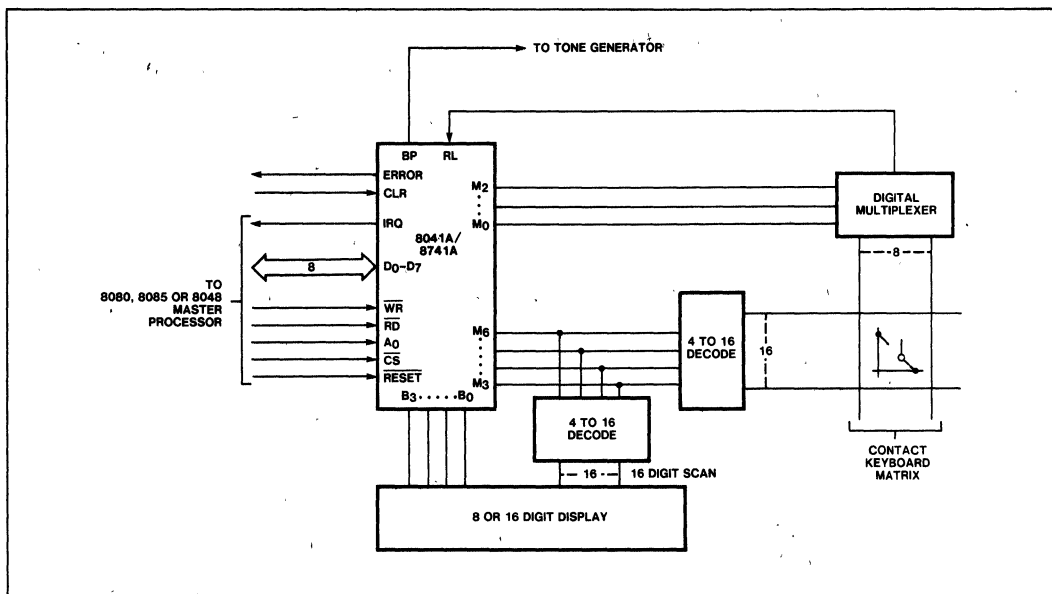 TO TONE GENERATOR
BP RL
ERROR
CLR
IRQ
8041A/
8741A
D0–D7
8
TO
8080, 8085 OR 8048
MASTER
PROCESSOR
WR
RD
A0
CS
RESET
M2
M0
M6
M3
B3 · · · · · B0
DIGITAL
MULTIPLEXER
8
4 TO 16
DECODE
16
4 TO 16
DECODE
16
16 DIGIT SCAN
CONTACT
KEYBOARD
MATRIX
8 OR 16 DIGIT DISPLAY